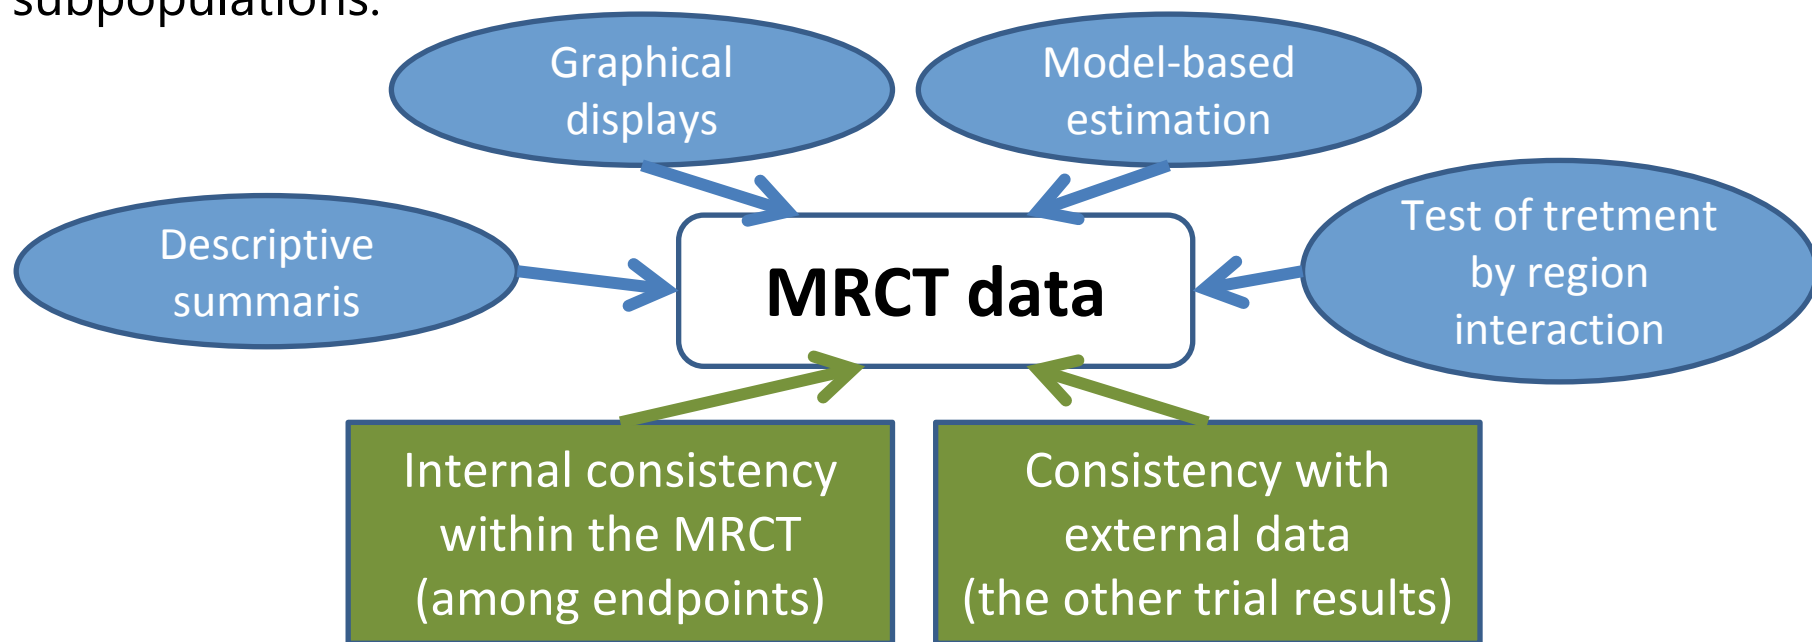 subpopulations.
Graphical
displays
Model-based
estimation
Descriptive
summaris
MRCT data
Test of tretment
by region
interaction
Internal consistency
within the MRCT
(among endpoints)
Consistency with
external data
(the other trial results)